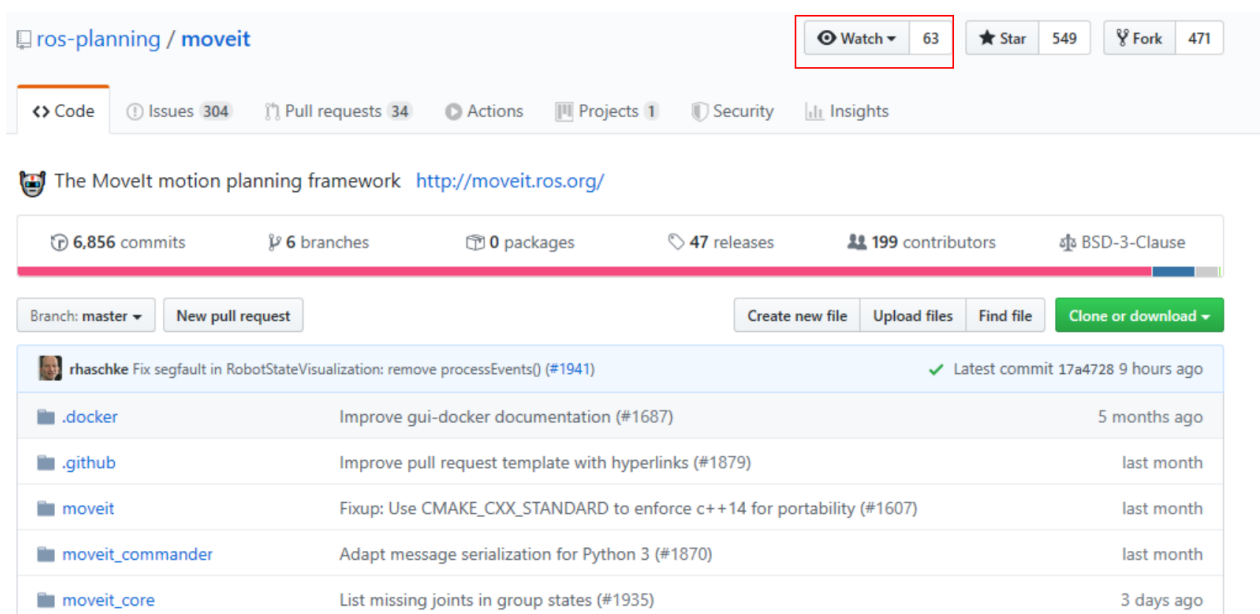 ros-planning / moveit Watch 63 Star 549 Fork 471
Code Issues 304 Pull requests 34 Actions Projects 1 Security Insights
The MoveIt motion planning framework http://moveit.ros.org/
6,856 commits 6 branches 0 packages 47 releases 199 contributors BSD-3-Clause
Branch: master New pull request Create new file Upload files Find file Clone or download
rhaschke Fix segfault in RobotStateVisualization: remove processEvents() (#1941) Latest commit 17a4728 9 hours ago
.docker Improve gui-docker documentation (#1687) 5 months ago
.github Improve pull request template with hyperlinks (#1879) last month
moveit Fixup: Use CMAKE_CXX_STANDARD to enforce c++14 for portability (#1607) last month
moveit_commander Adapt message serialization for Python 3 (#1870) last month
moveit_core List missing joints in group states (#1935) 3 days ago